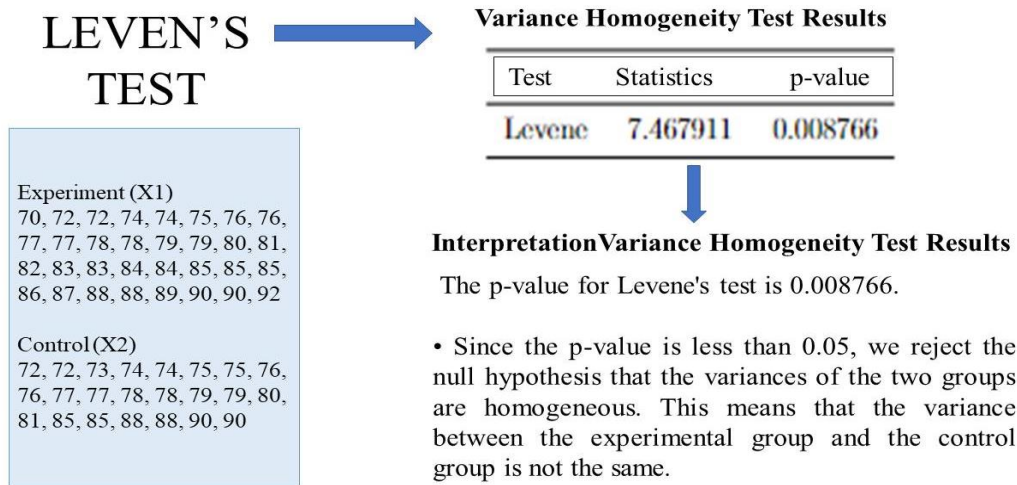 LEVEN'S
TEST
Experiment (X1)
70, 72, 72, 74, 74, 75, 76, 76,
77, 77, 78, 78, 79, 79, 80, 81,
82, 83, 83, 84, 84, 85, 85, 85,
86, 87, 88, 88, 89, 90, 90, 92
Control (X2)
72, 72, 73, 74, 74, 75, 75, 76,
76, 77, 77, 78, 78, 79, 79, 80,
81, 85, 85, 88, 88, 90, 90
Variance Homogeneity Test Results
Test Statistics p-value
Levene 7.467911 0.008766
InterpretationVariance Homogeneity Test Results
The p-value for Levene's test is 0.008766.
• Since the p-value is less than 0.05, we reject the
null hypothesis that the variances of the two groups
are homogeneous. This means that the variance
between the experimental group and the control
group is not the same.